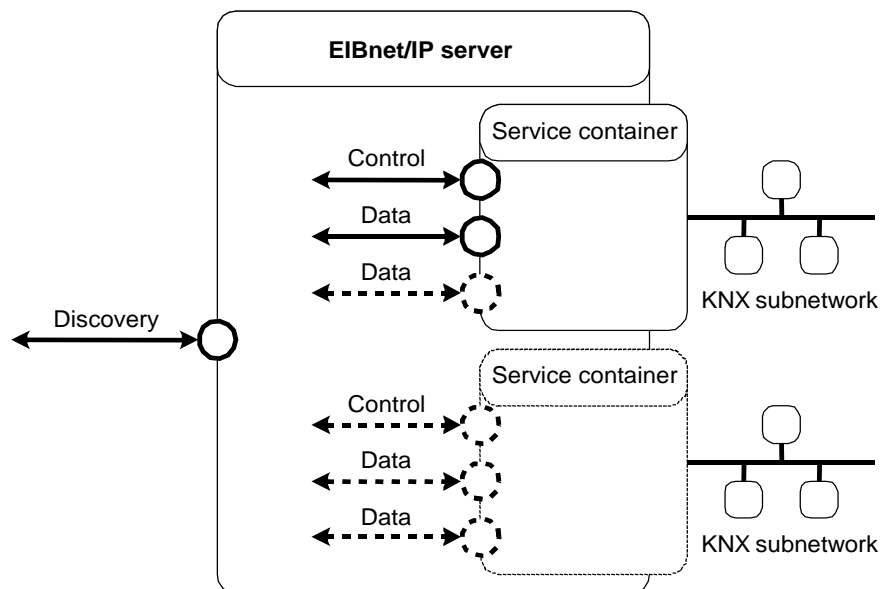 EIBnet/IP server
Service container
Control
Data
Data
KNX subnetwork
Discovery
Service container
Control
Data
Data
KNX subnetwork